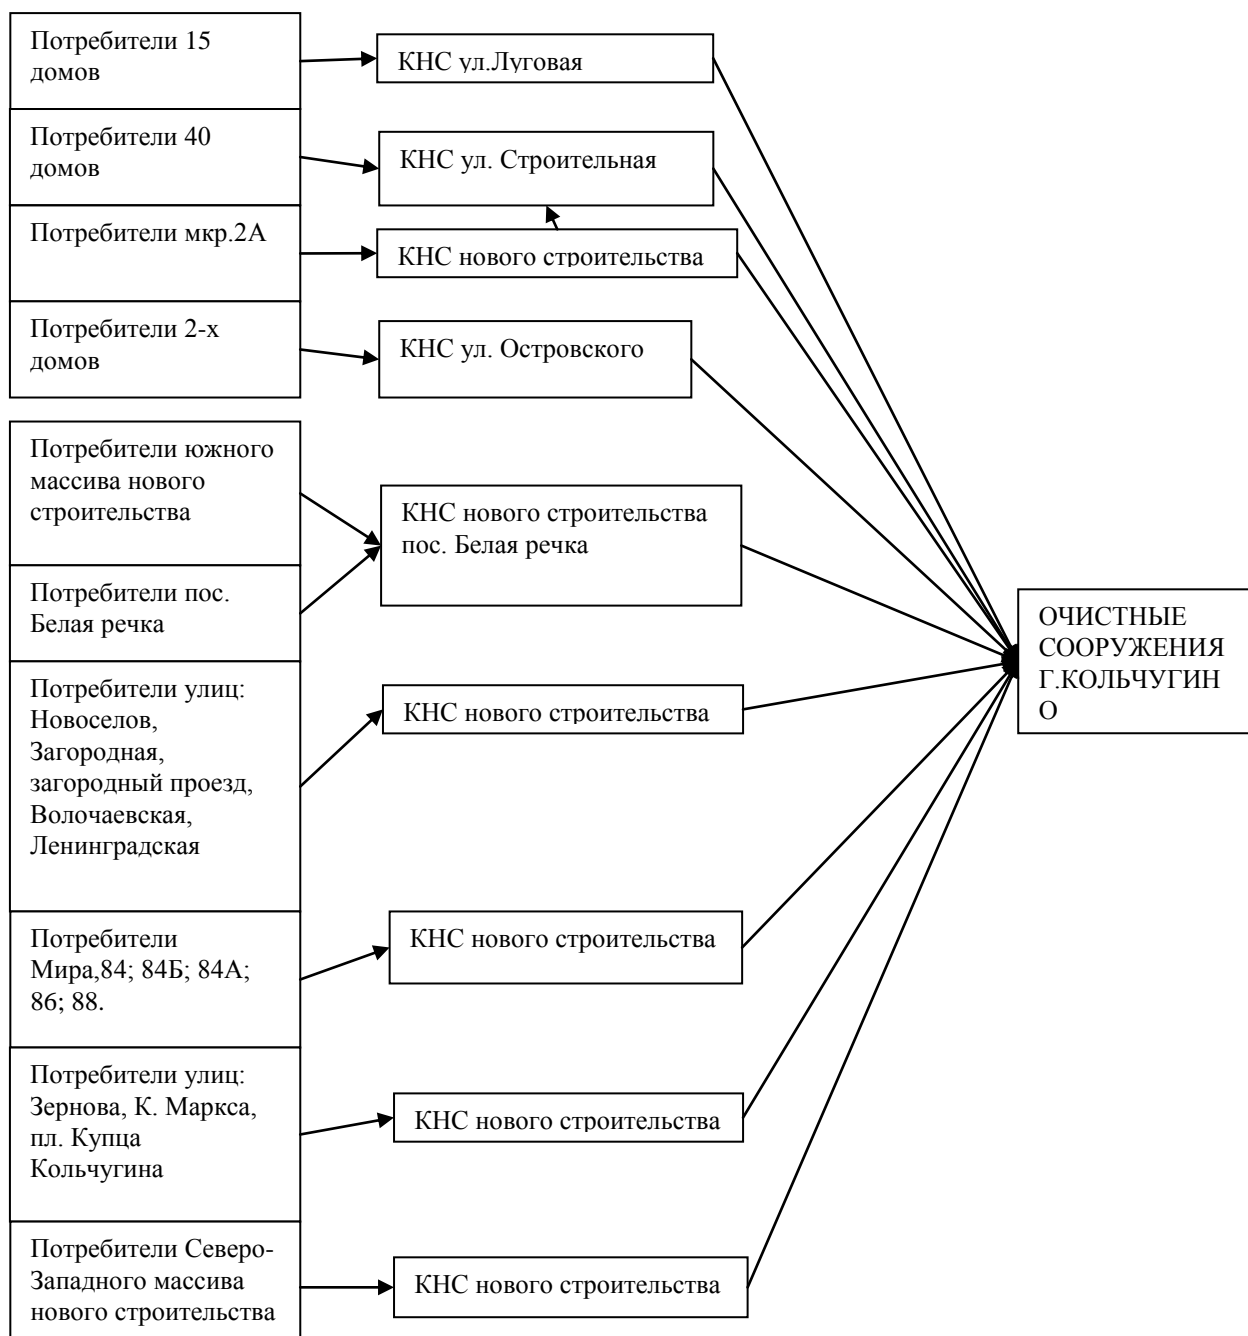 Потребители 15
домов
КНС ул.Луговая
Потребители 40
домов
КНС ул. Строительная
Потребители мкр.2А
КНС нового строительства
Потребители 2-х
домов
КНС ул. Островского
Потребители южного
массива нового
строительства
КНС нового строительства
пос. Белая речка
Потребители пос.
Белая речка
ОЧИСТНЫЕ
СООРУЖЕНИЯ
Г.КОЛЬЧУГИН
О
Потребители улиц:
Новоселов,
Загородная,
загородный проезд,
Волочаевская,
Ленинградская
КНС нового строительства
Потребители
Мира,84; 84Б; 84А;
86; 88.
КНС нового строительства
Потребители улиц:
Зернова, К. Маркса,
пл. Купца
Кольчугина
КНС нового строительства
Потребители Северо-
Западного массива
нового строительства
КНС нового строительства